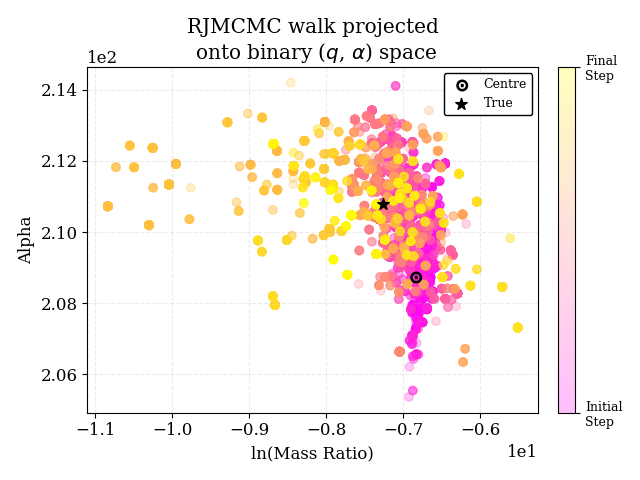 RJMCMC walk projected
onto binary (q, α) space
1e2
2.14
2.12
2.10
2.08
2.06
Alpha
−1.1
−1.0
−0.9
−0.8
−0.7
−0.6
1e1
ln(Mass Ratio)
Centre
True
Final
Step
Initial
Step